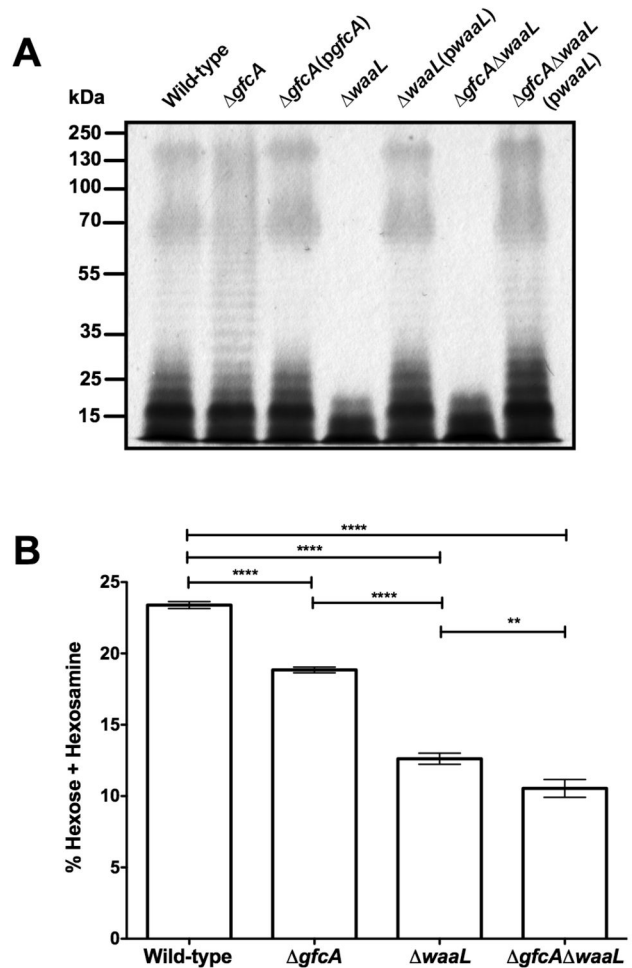 A
kDa
Wild-type
ΔgfcA
ΔgfcA(pgfcA)
ΔwaaL
ΔwaaL(pwaaL)
ΔgfcAΔwaaL
ΔgfcAΔwaaL
(pwaaL)
250
130
100
70
55
35
25
15
B
****
****
****
****
**
25
20
15
10
5
0
% Hexose + Hexosamine
Wild-type
ΔgfcA
ΔwaaL
ΔgfcAΔwaaL